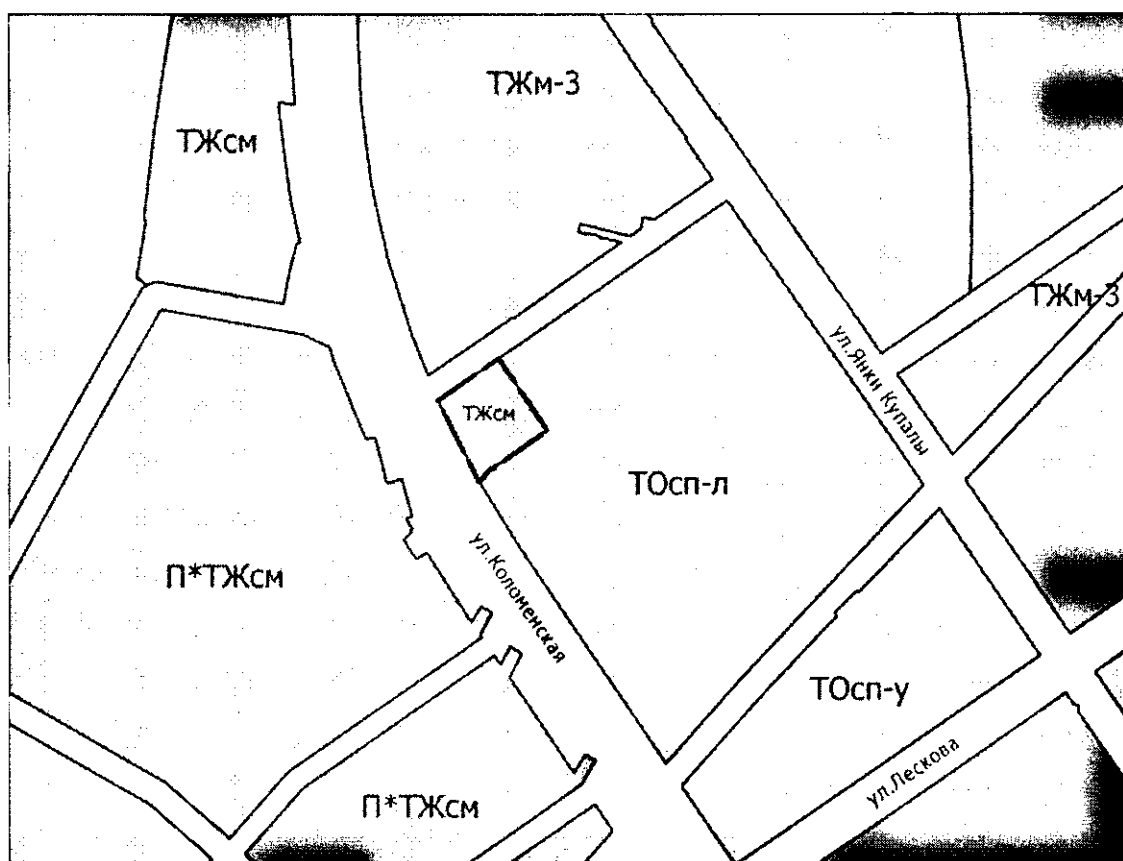 ТЖм-3
ТЖсм
ТЖм-3
ул.Янки Купалы
ТЖсм
ТОсп-л
ул.Коломенская
П*ТЖсм
ТОсп-у
ул.Лескова
П*ТЖсм